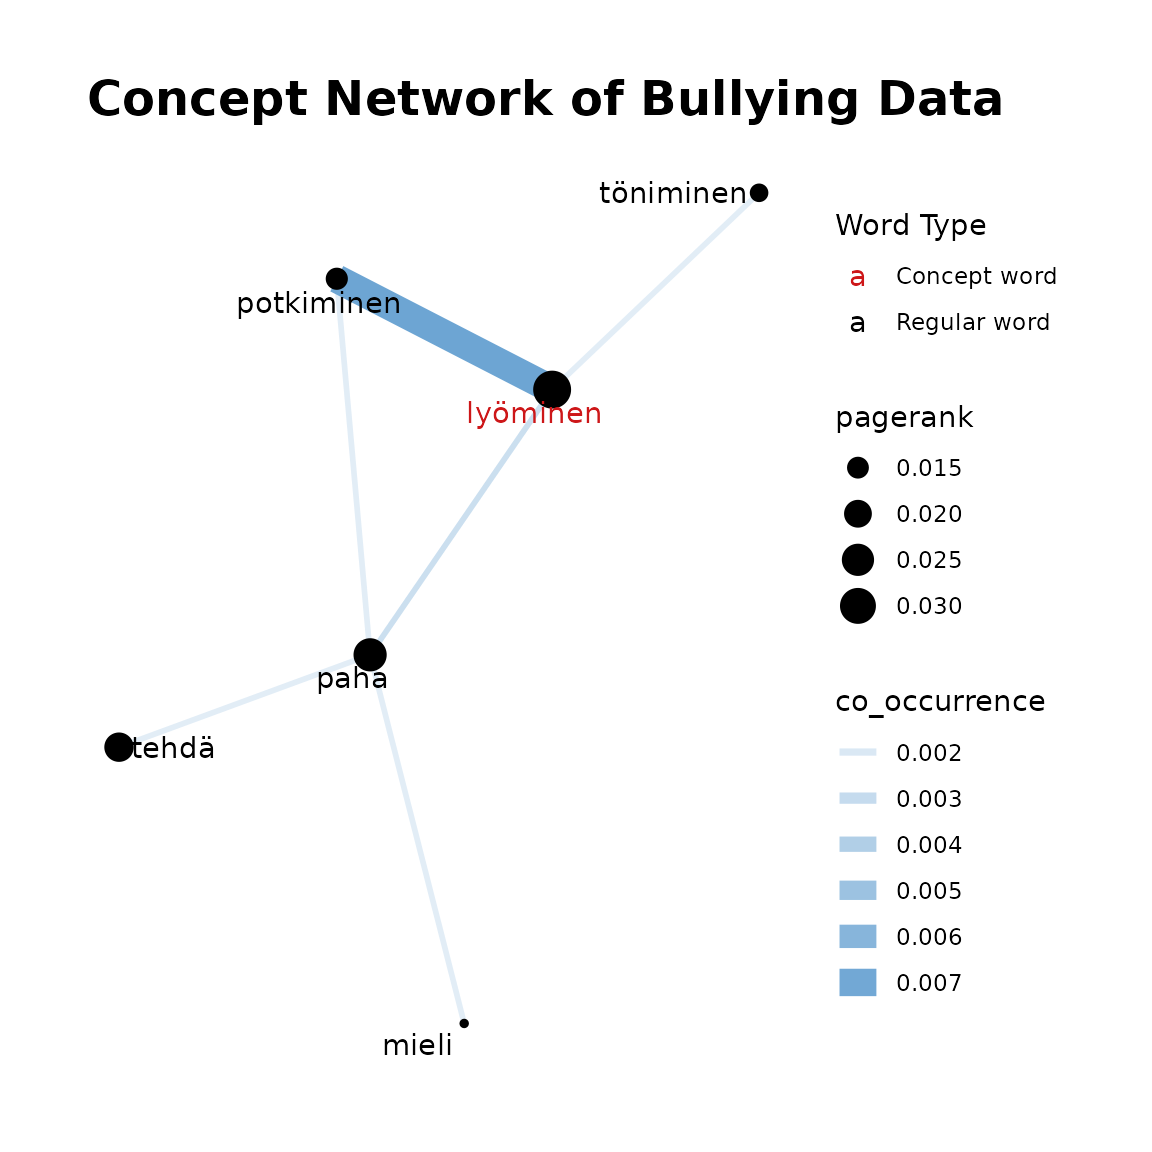 Concept Network of Bullying Data
töniminen
potkiminen
lyöminen
paha
tehdä
mieli
Word Type
a Concept word
a Regular word
pagerank
0.015
0.020
0.025
0.030
co_occurrence
0.002
0.003
0.004
0.005
0.006
0.007